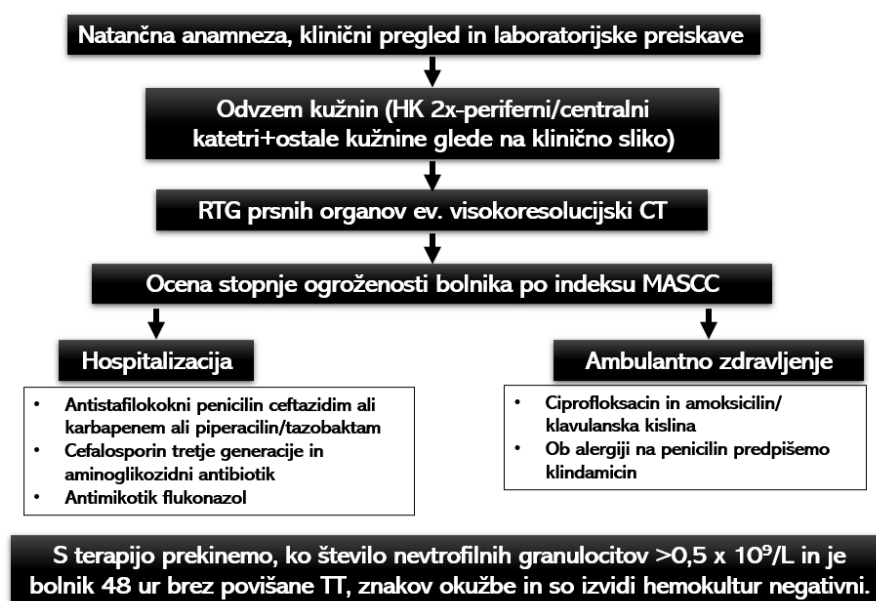 Natančna anamneza, klinični pregled in laboratorijske preiskave
Odvzem kužnin (HK 2x-periferni/centralni
katetri+ostale kužnine glede na klinično sliko)
RTG prsnih organov ev. visokoresolucijski CT
Ocena stopnje ogroženosti bolnika po indeksu MASCC
Hospitalizacija
• Antistafilokokni penicilin ceftazidim ali
karbapenem ali piperacilin/tazobaktam
• Cefalosporin tretje generacije in
aminoglikozidni antibiotik
• Antimikotik flukonazol
Ambulantno zdravljenje
• Ciprofloksacin in amoksicilin/
klavulanska kislina
• Ob alergiji na penicilin predpišemo
klindamicin
S terapijo prekinemo, ko število nevtrofilnih granulocitov >0,5 x 10⁹/L in je
bolnik 48 ur brez povišane TT, znakov okužbe in so izvidi hemokultur negativni.